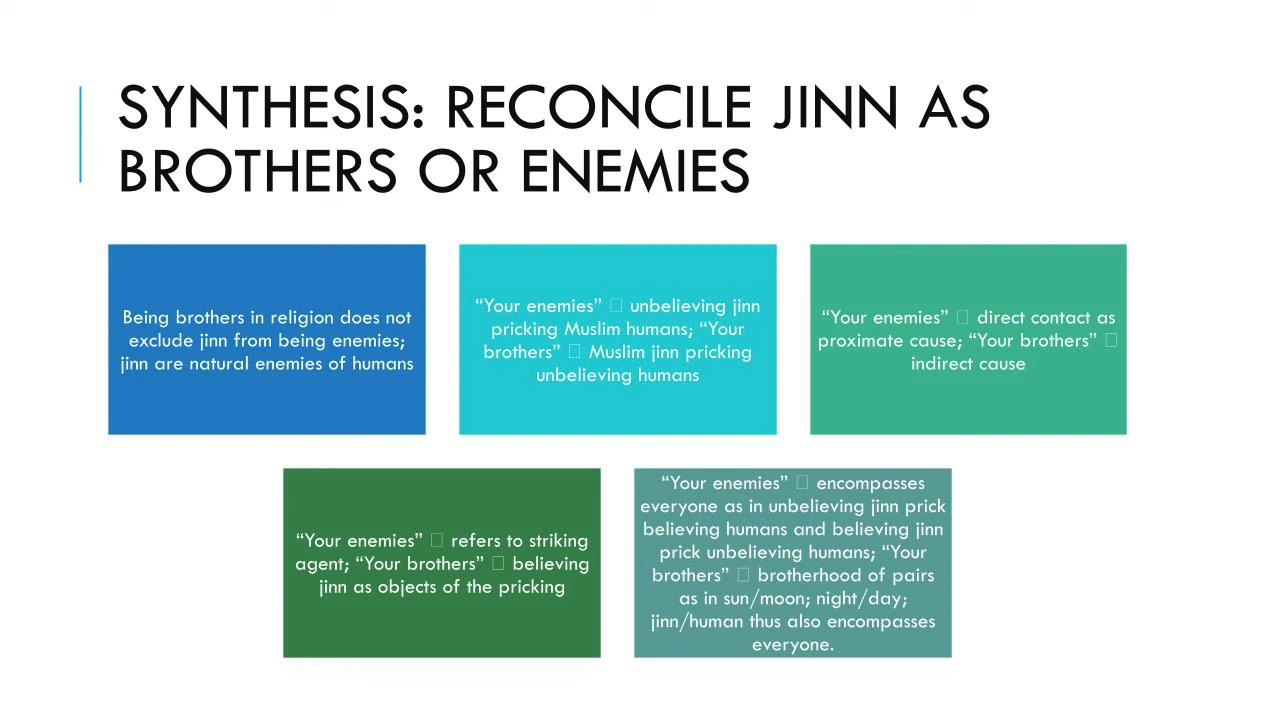 SYNTHESIS: RECONCILE JINN AS
BROTHERS OR ENEMIES
Being brothers in religion does not
exclude jinn from being enemies;
jinn are natural enemies of humans
“Your enemies” □ unbelieving jinn
pricking Muslim humans; “Your
brothers” □ Muslim jinn pricking
unbelieving humans
“Your enemies” □ direct contact as
proximate cause; “Your brothers” □
indirect cause
“Your enemies” □ refers to striking
agent; “Your brothers” □ believing
jinn as objects of the pricking
“Your enemies” □ encompasses
everyone as in unbelieving jinn prick
believing humans and believing jinn
prick unbelieving humans; “Your
brothers” □ brotherhood of pairs
as in sun/moon; night/day;
jinn/human thus also encompasses
everyone.